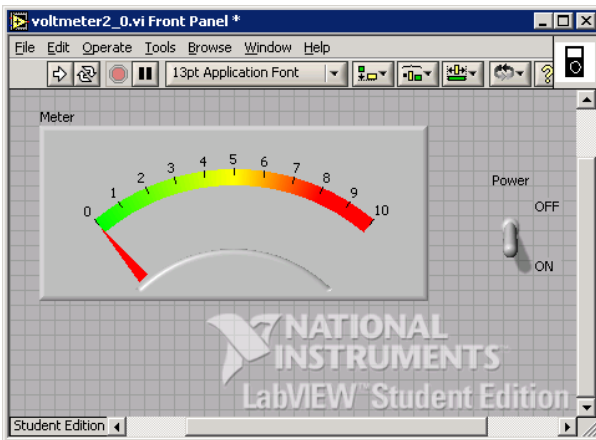 voltmeter2_0.vi Front Panel *
File Edit Operate Tools Browse Window Help
13pt Application Font
?
Meter
0 1 2 3 4 5 6 7 8 9 10
Power
OFF
ON
NATIONAL
INSTRUMENTS
LabVIEW™ Student Edition
Student Edition